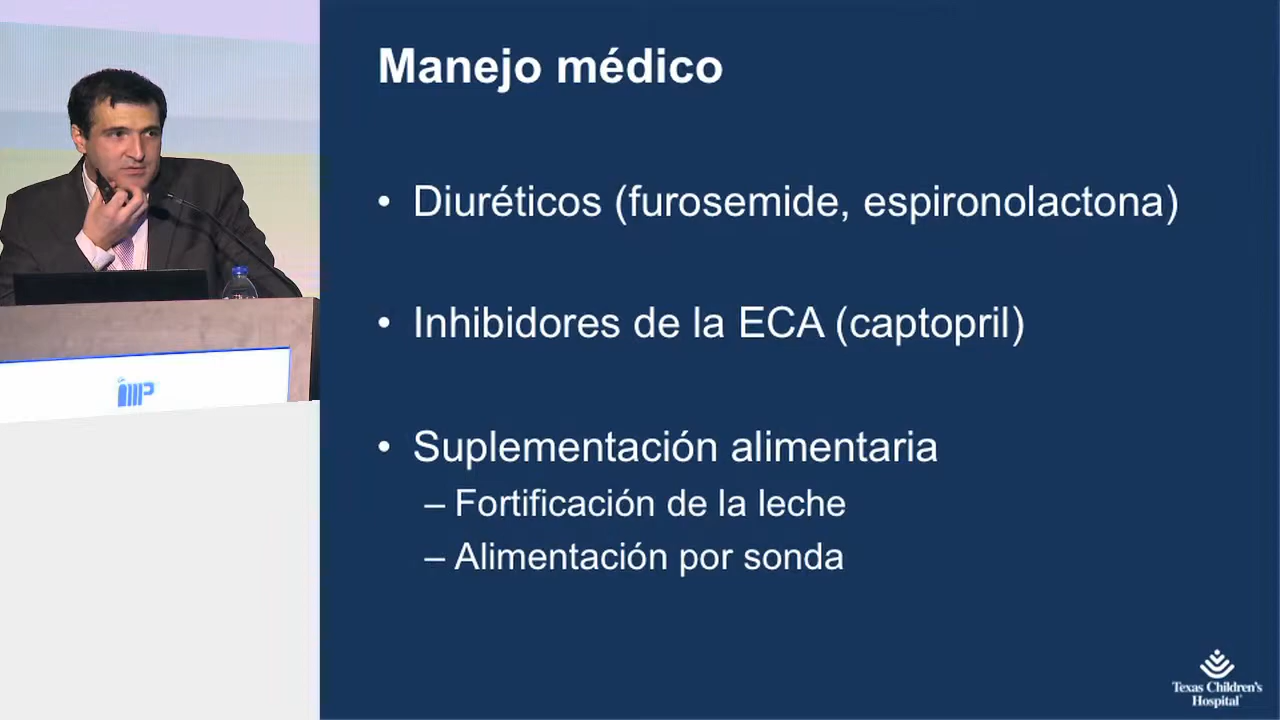 Manejo médico
• Diuréticos (furosemide, espironolactona)
• Inhibidores de la ECA (captopril)
• Suplementación alimentaria
– Fortificación de la leche
– Alimentación por sonda
Texas Children's
Hospital